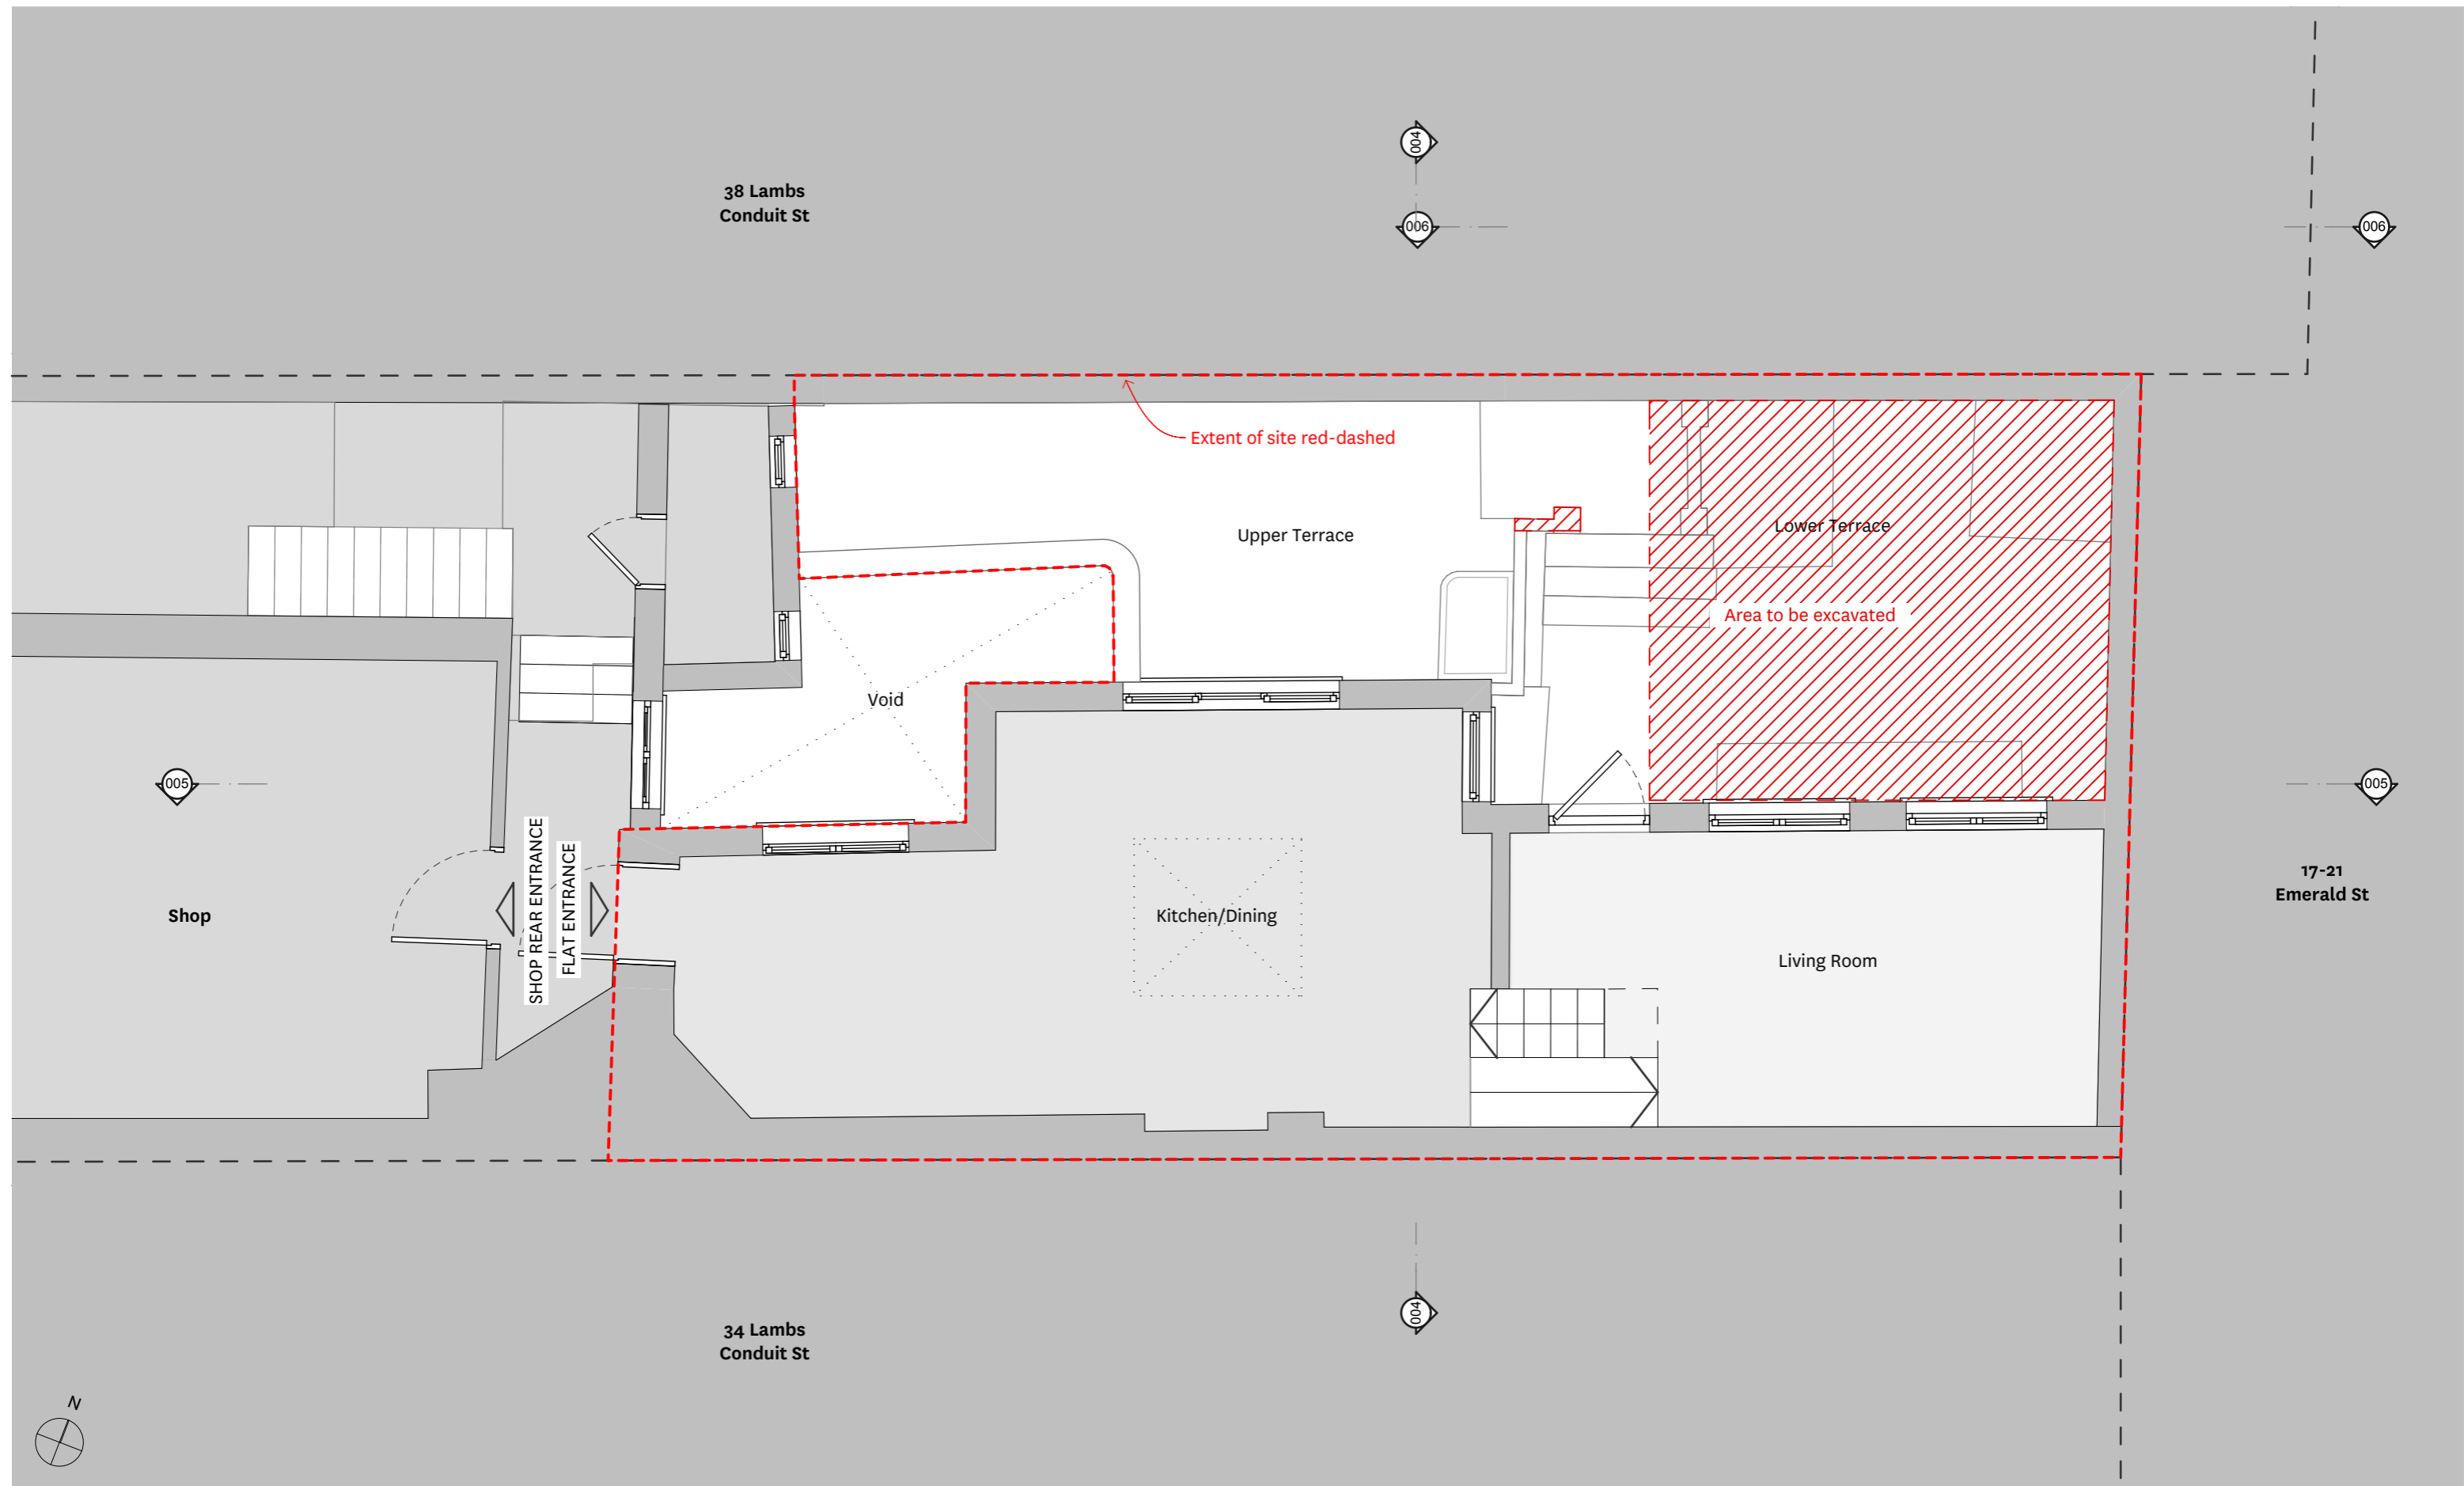 004
38 Lambs
Conduit St
006
006
Extent of site red-dashed
Upper Terrace
Lower Terrace
Area to be excavated
Void
005
005
SHOP REAR ENTRANCE
FLAT ENTRANCE
17-21
Emerald St
Shop
Kitchen/Dining
Living Room
004
34 Lambs
Conduit St
N